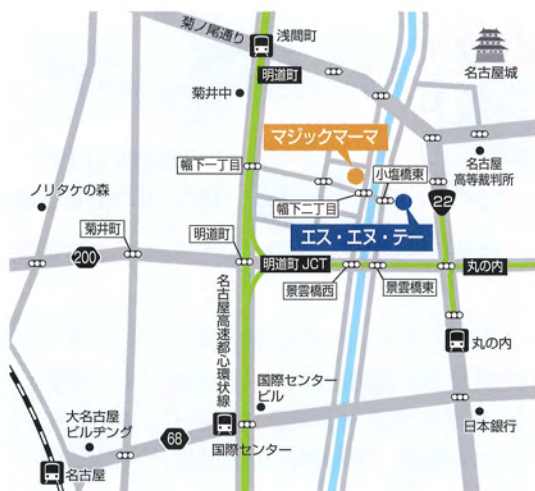 菊ノ尾通り
浅間町
明道町
名古屋城
菊井中
マジックマーマ
幅下一丁目
小塩橋東
名古屋
高等裁判所
ノリタケの森
幅下二丁目
22
菊井町
エス・エヌ・テー
200
明道町
明道町 JCT
丸の内
景雲橋西
景雲橋東
名古屋高速都心環状線
丸の内
国際センター
ビル
大名古屋
ビルヂング
68
国際センター
日本銀行
名古屋